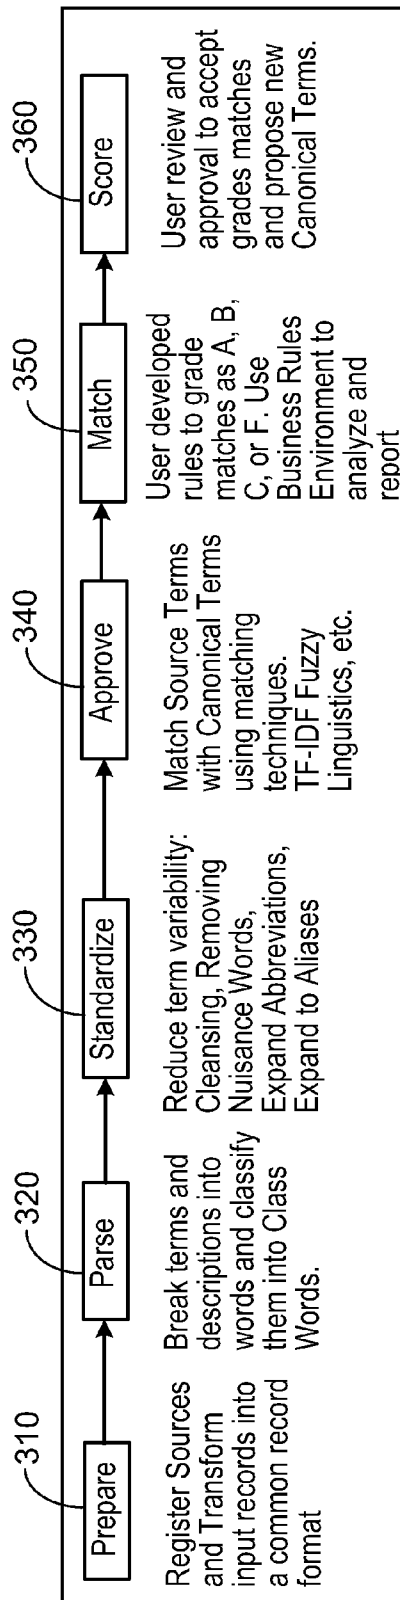 310
Prepare
Register Sources
and Transform
input records into
a common record
format
320
Parse
Break terms and
descriptions into
words and classify
them into Class
Words.
330
Standardize
Reduce term variability:
Cleansing, Removing
Nuisance Words,
Expand Abbreviations,
Expand to Aliases
340
Approve
Match Source Terms
with Canonical Terms
using matching
techniques.
TF-IDF Fuzzy
Linguistics, etc.
350
Match
User developed
rules to grade
matches as A, B,
C, or F. Use
Business Rules
Environment to
analyze and
report
360
Score
User review and
approval to accept
grades matches
and propose new
Canonical Terms.